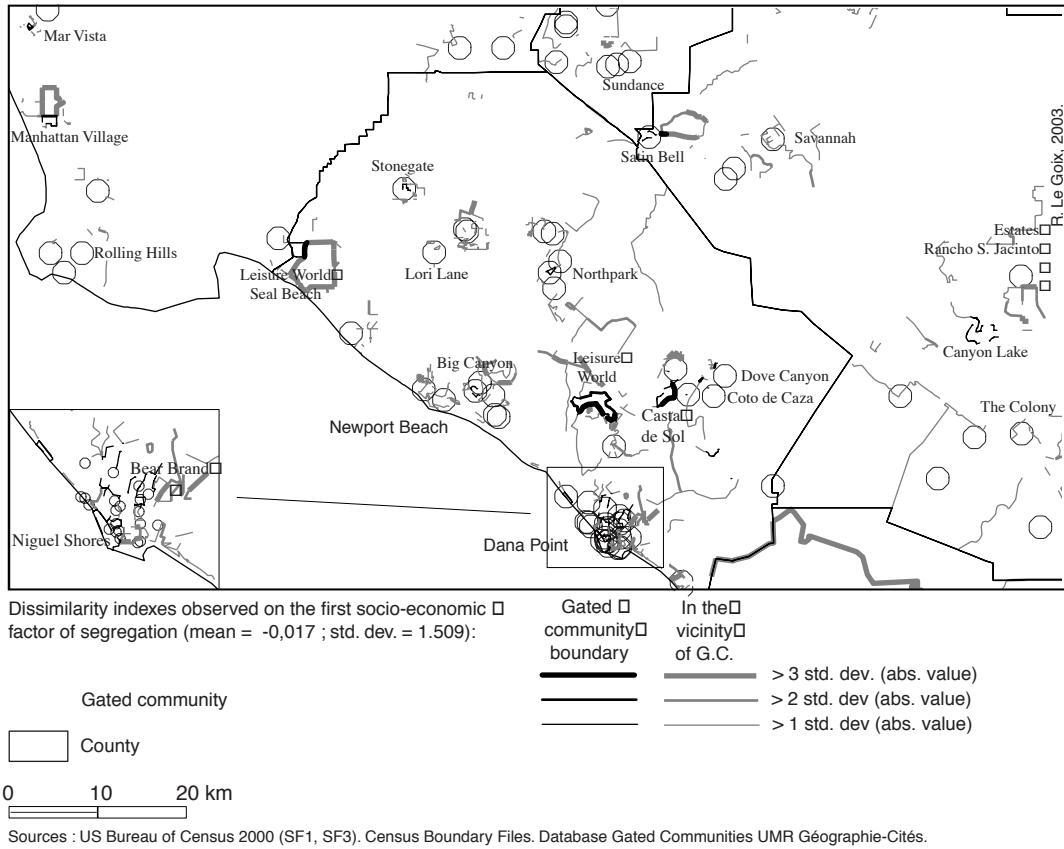 Mar Vista
Sundance
Manhattan Village
Satin Bell
Savannah
Stonegate
R. Le Goix, 2003.
Estates□
Rancho S. Jacinto□
Rolling Hills
Lori Lane
Northpark
Leisure World□
Seal Beach
Canyon Lake
Leisure□
World
Big Canyon
Dove Canyon
Coto de Caza
Casta□
de Sol
The Colony
Newport Beach
Bear Brand□
Niguel Shores
Dana Point
Dissimilarity indexes observed on the first socio-economic □
factor of segregation (mean = -0,017 ; std. dev. = 1.509):
Gated □
community□
boundary
In the□
vicinity□
of G.C.
> 3 std. dev. (abs. value)
> 2 std. dev. (abs. value)
> 1 std. dev (abs. value)
Gated community
County
0 10 20 km
Sources : US Bureau of Census 2000 (SF1, SF3). Census Boundary Files. Database Gated Communities UMR Géographie-Cités.